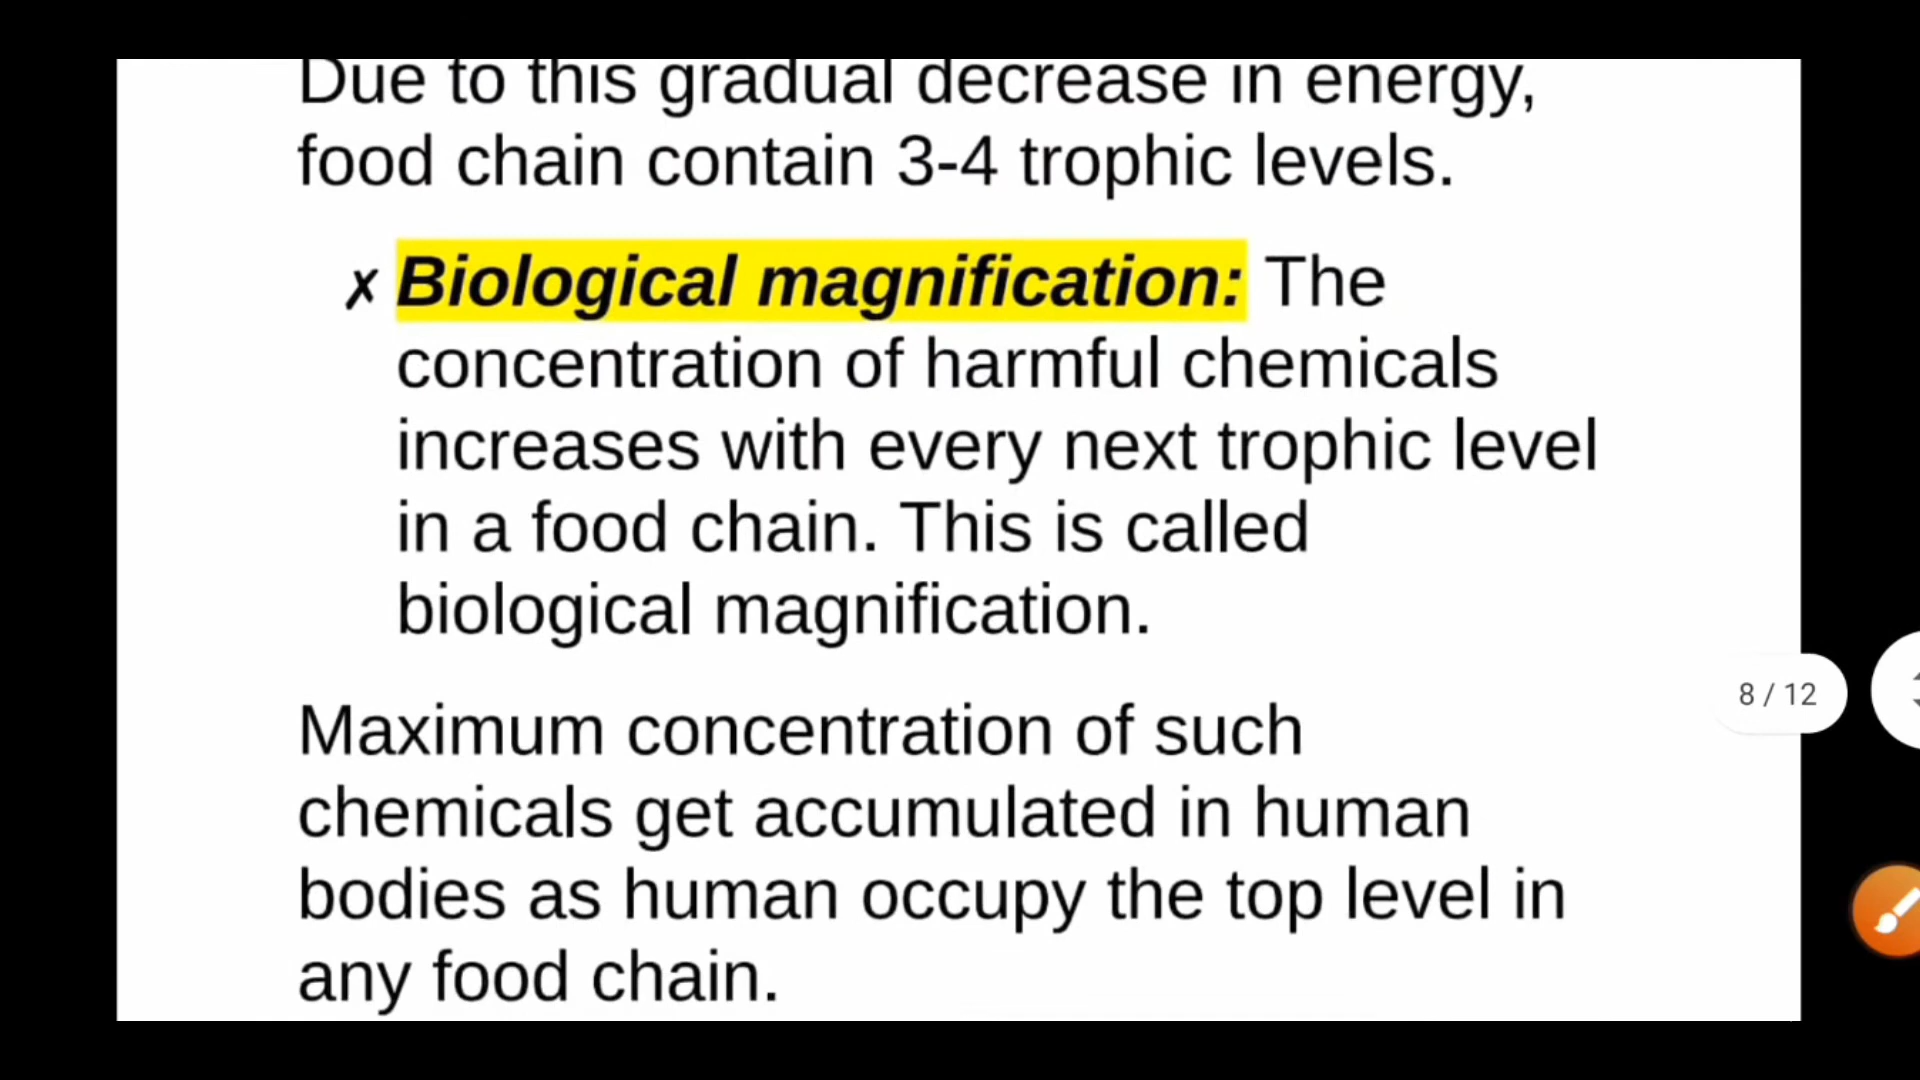 Due to this gradual decrease in energy,
food chain contain 3-4 trophic levels.
✗ Biological magnification: The
concentration of harmful chemicals
increases with every next trophic level
in a food chain. This is called
biological magnification.
8 / 12
Maximum concentration of such
chemicals get accumulated in human
bodies as human occupy the top level in
any food chain.